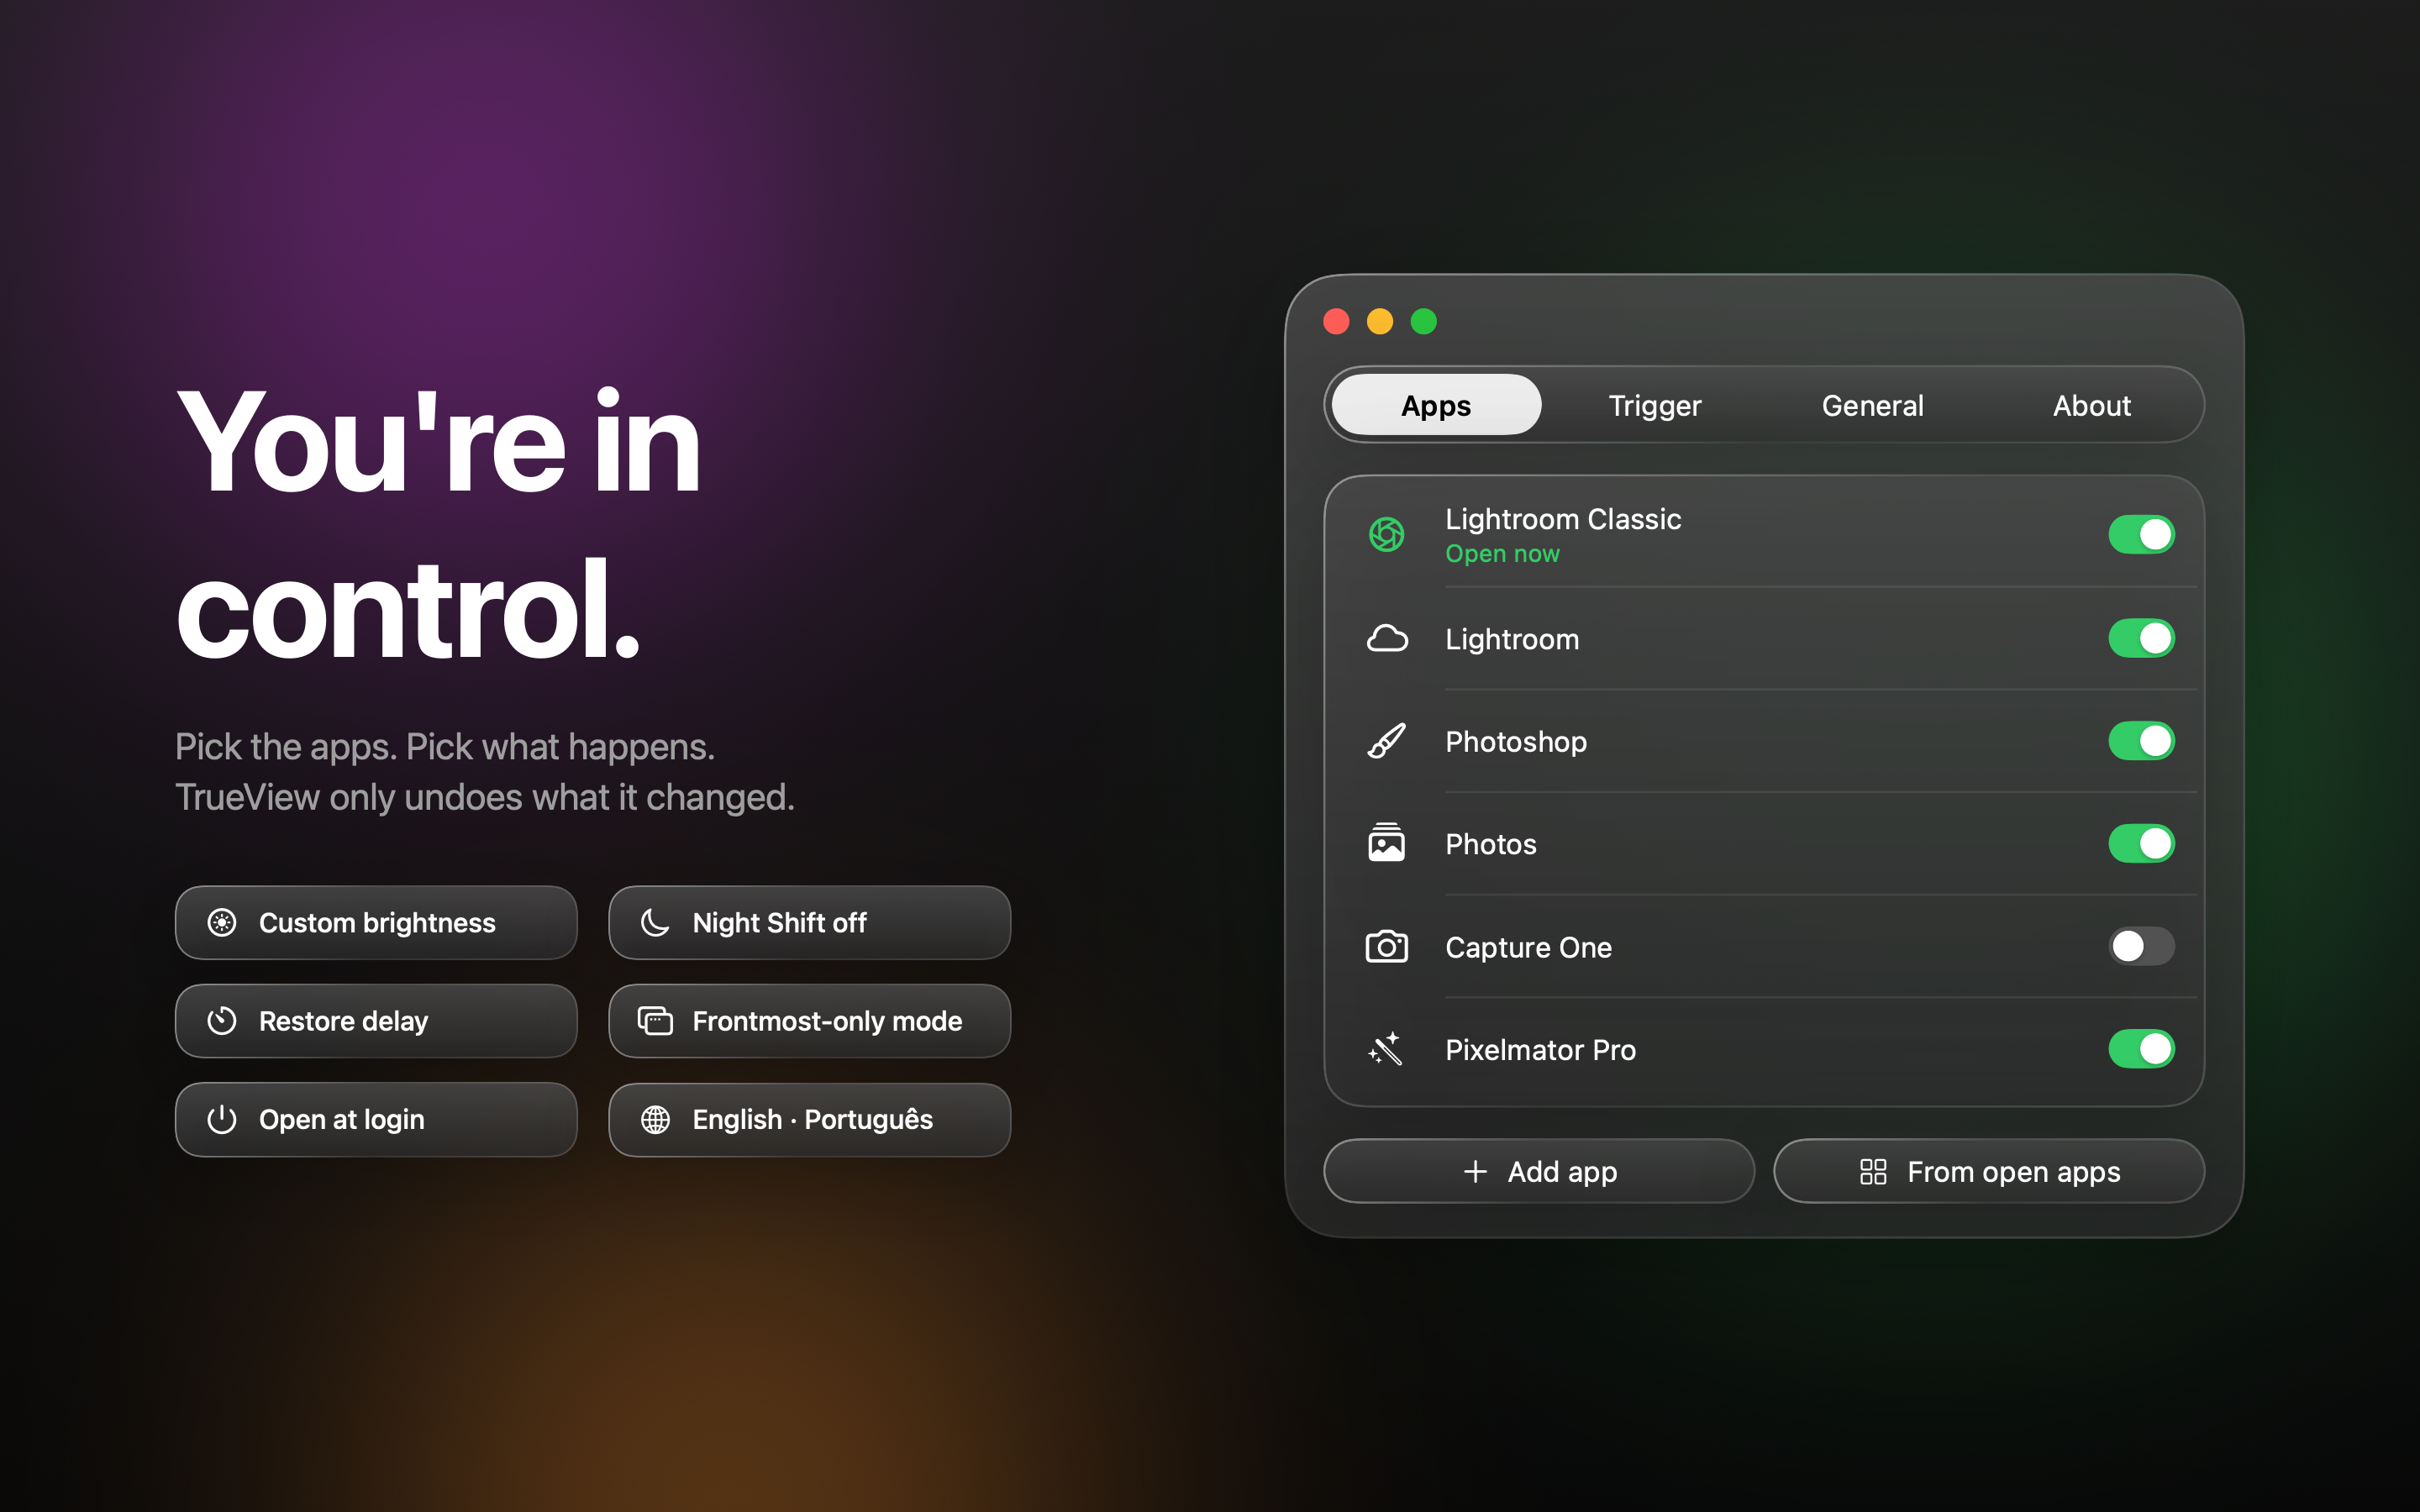 You're in
control.
Pick the apps. Pick what happens.
TrueView only undoes what it changed.
Custom brightness
Night Shift off
Restore delay
Frontmost-only mode
Open at login
English · Português
Apps
Trigger
General
About
Lightroom Classic
Open now
Lightroom
Photoshop
Photos
Capture One
Pixelmator Pro
Add app
From open apps